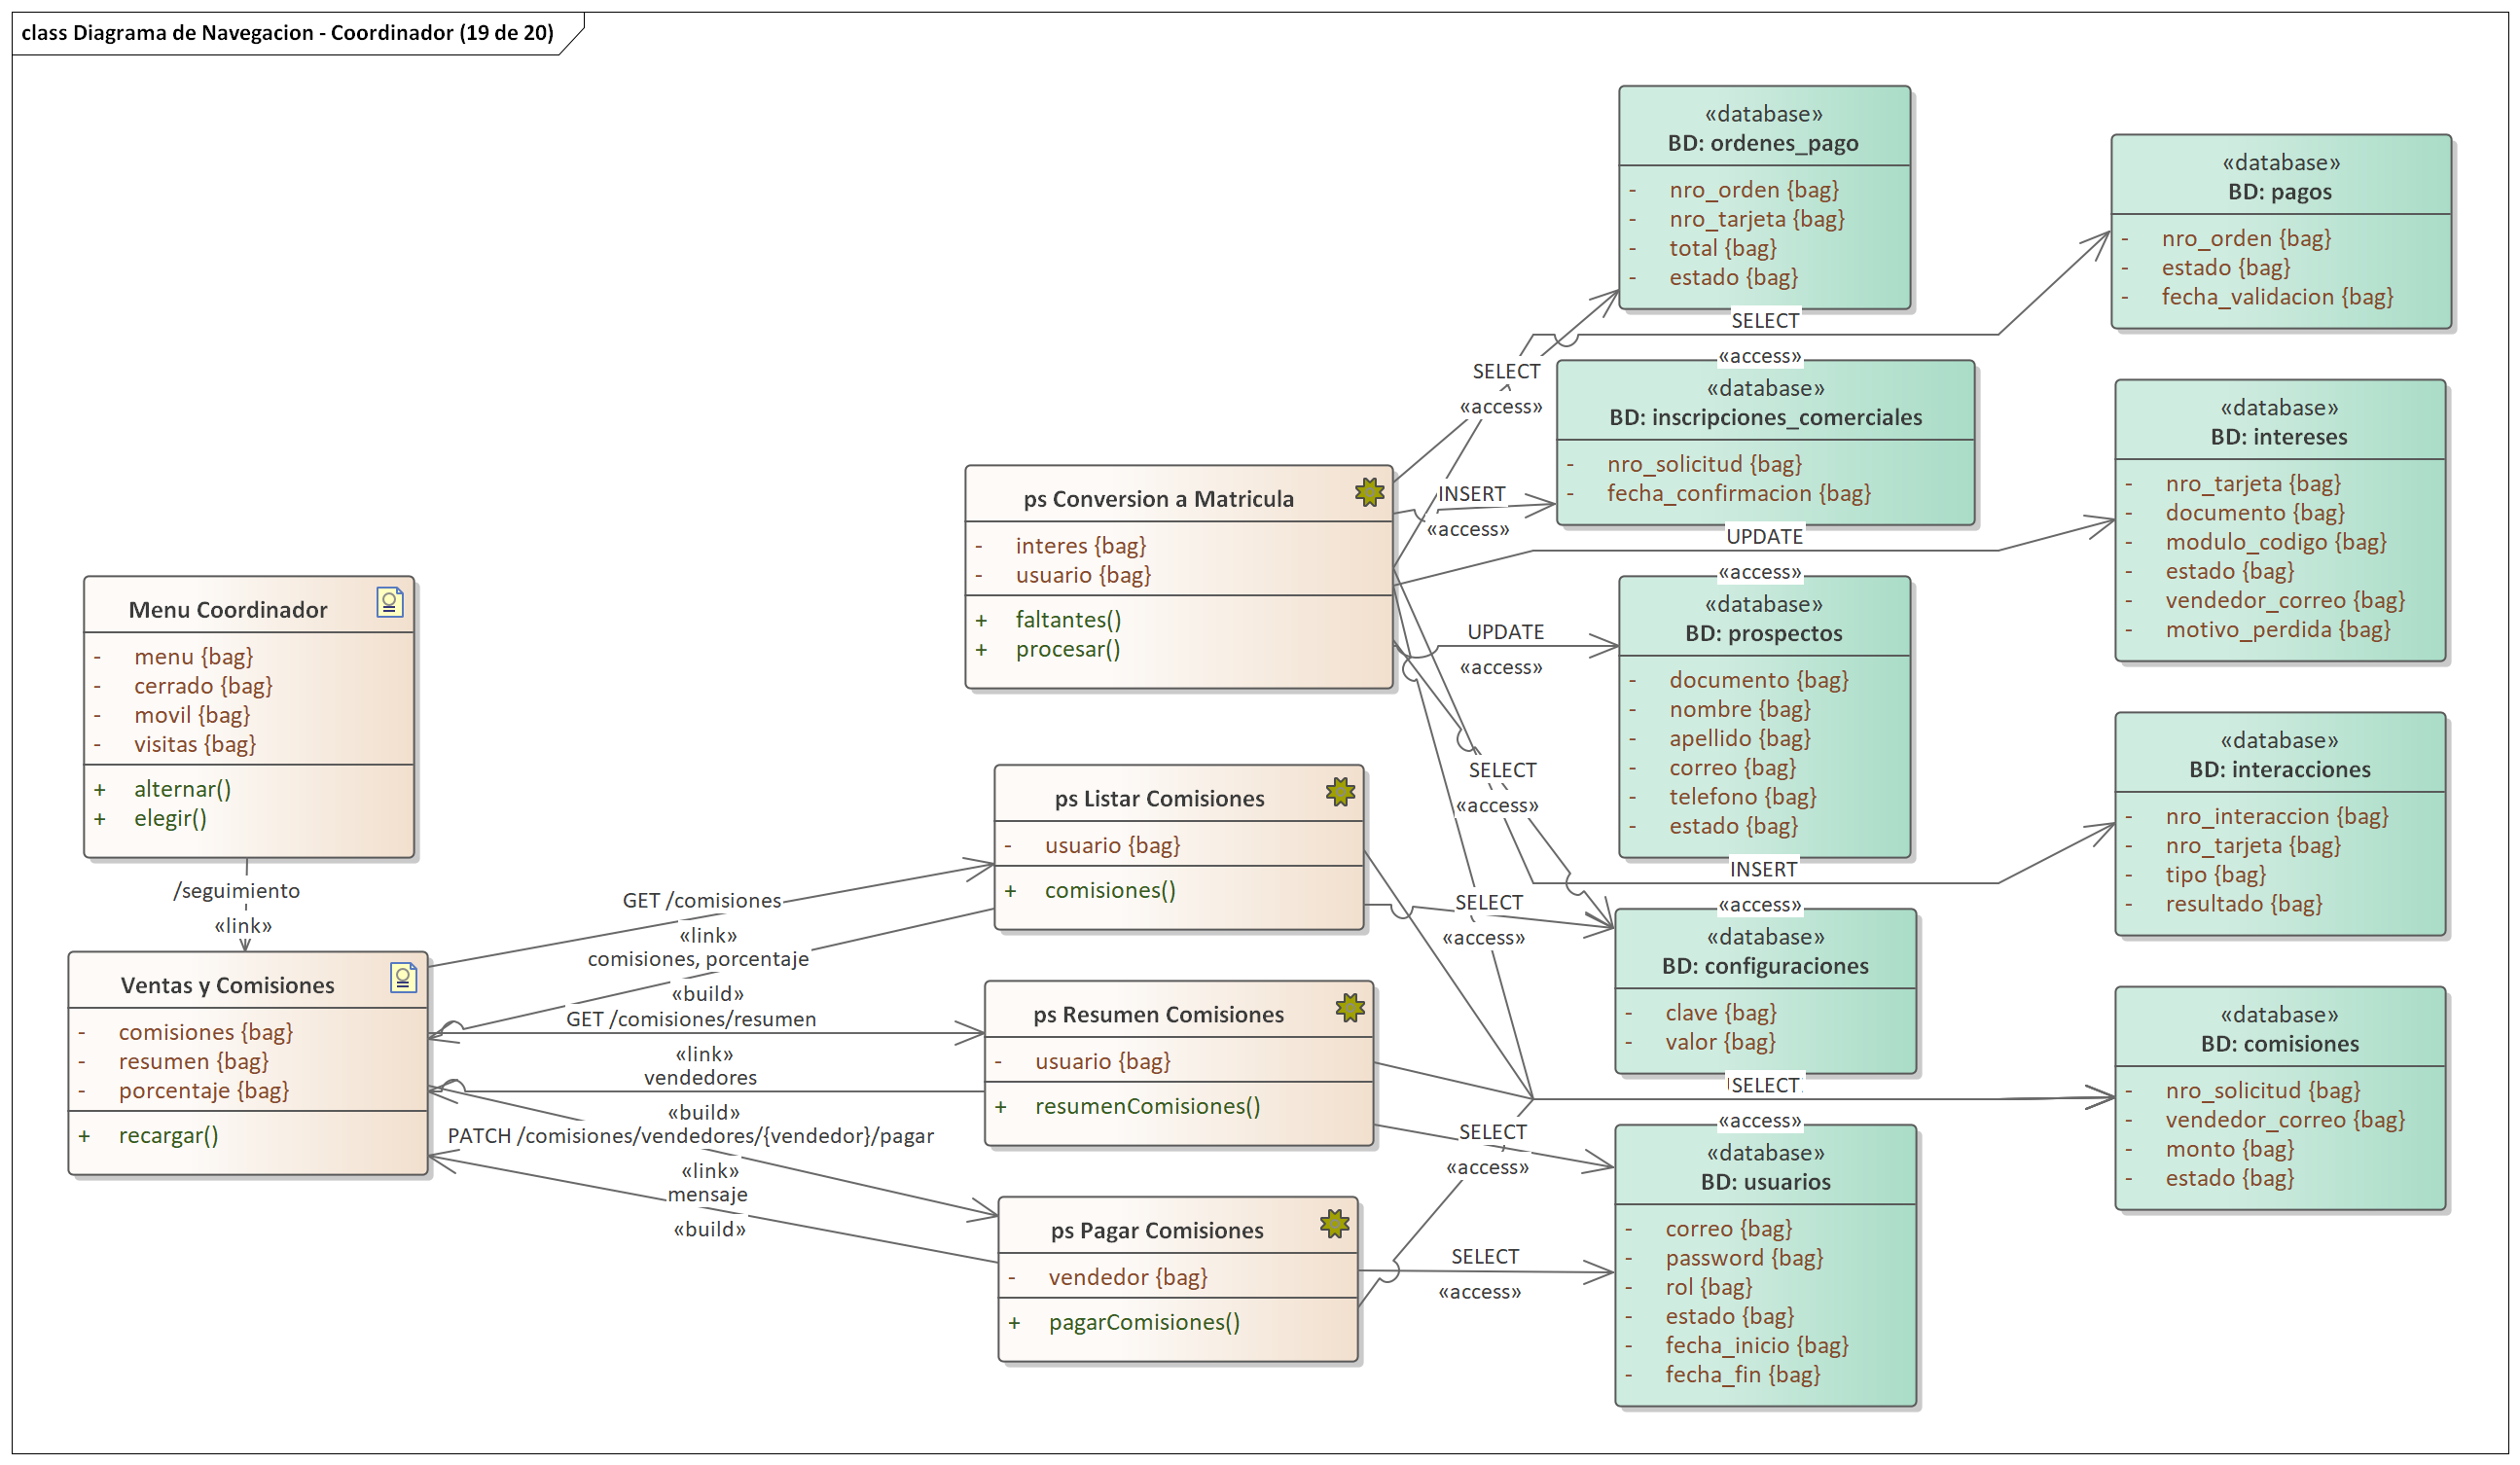 class Diagrama de Navegacion - Coordinador (19 de 20)
Menu Coordinador
- menu {bag}
- cerrado {bag}
- movil {bag}
- visitas {bag}
+ alternar()
+ elegir()
/seguimiento
«link»
Ventas y Comisiones
- comisiones {bag}
- resumen {bag}
- porcentaje {bag}
+ recargar()
GET /comisiones
«link»
comisiones, porcentaje
«build»
GET /comisiones/resumen
«link»
vendedores
«build»
PATCH /comisiones/vendedores/{vendedor}/pagar
«link»
mensaje
«build»
ps Conversion a Matricula
- interes {bag}
- usuario {bag}
+ faltantes()
+ procesar()
ps Listar Comisiones
- usuario {bag}
+ comisiones()
ps Resumen Comisiones
- usuario {bag}
+ resumenComisiones()
ps Pagar Comisiones
- vendedor {bag}
+ pagarComisiones()
SELECT
«access»
INSERT
«access»
UPDATE
«access»
SELECT
«access»
SELECT
«access»
SELECT
«access»
SELECT
«access»
«database»
BD: ordenes_pago
- nro_orden {bag}
- nro_tarjeta {bag}
- total {bag}
- estado {bag}
SELECT
«access»
«database»
BD: inscripciones_comerciales
- nro_solicitud {bag}
- fecha_confirmacion {bag}
UPDATE
«access»
«database»
BD: prospectos
- documento {bag}
- nombre {bag}
- apellido {bag}
- correo {bag}
- telefono {bag}
- estado {bag}
INSERT
«access»
«database»
BD: configuraciones
- clave {bag}
- valor {bag}
SELECT
«access»
«database»
BD: usuarios
- correo {bag}
- password {bag}
- rol {bag}
- estado {bag}
- fecha_inicio {bag}
- fecha_fin {bag}
«database»
BD: pagos
- nro_orden {bag}
- estado {bag}
- fecha_validacion {bag}
«database»
BD: intereses
- nro_tarjeta {bag}
- documento {bag}
- modulo_codigo {bag}
- estado {bag}
- vendedor_correo {bag}
- motivo_perdida {bag}
«database»
BD: interacciones
- nro_interaccion {bag}
- nro_tarjeta {bag}
- tipo {bag}
- resultado {bag}
«database»
BD: comisiones
- nro_solicitud {bag}
- vendedor_correo {bag}
- monto {bag}
- estado {bag}